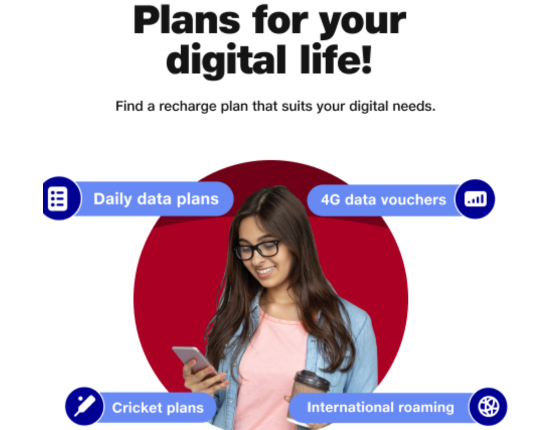 Plans for your
digital life!
Find a recharge plan that suits your digital needs.
Daily data plans
4G data vouchers
Cricket plans
International roaming